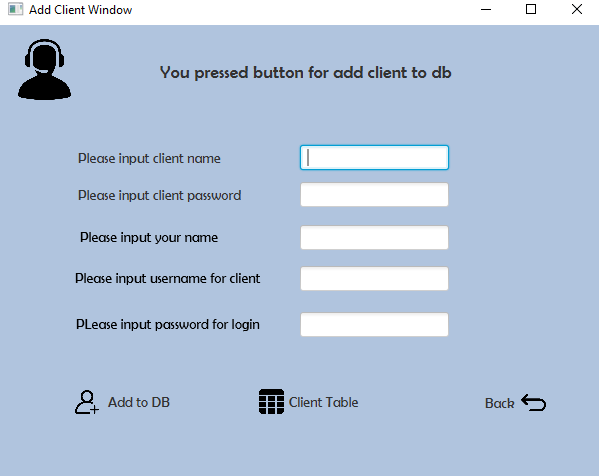 Add Client Window
You pressed button for add client to db
Please input client name
Please input client password
Please input your name
Please input username for client
PLease input password for login
Add to DB
Client Table
Back